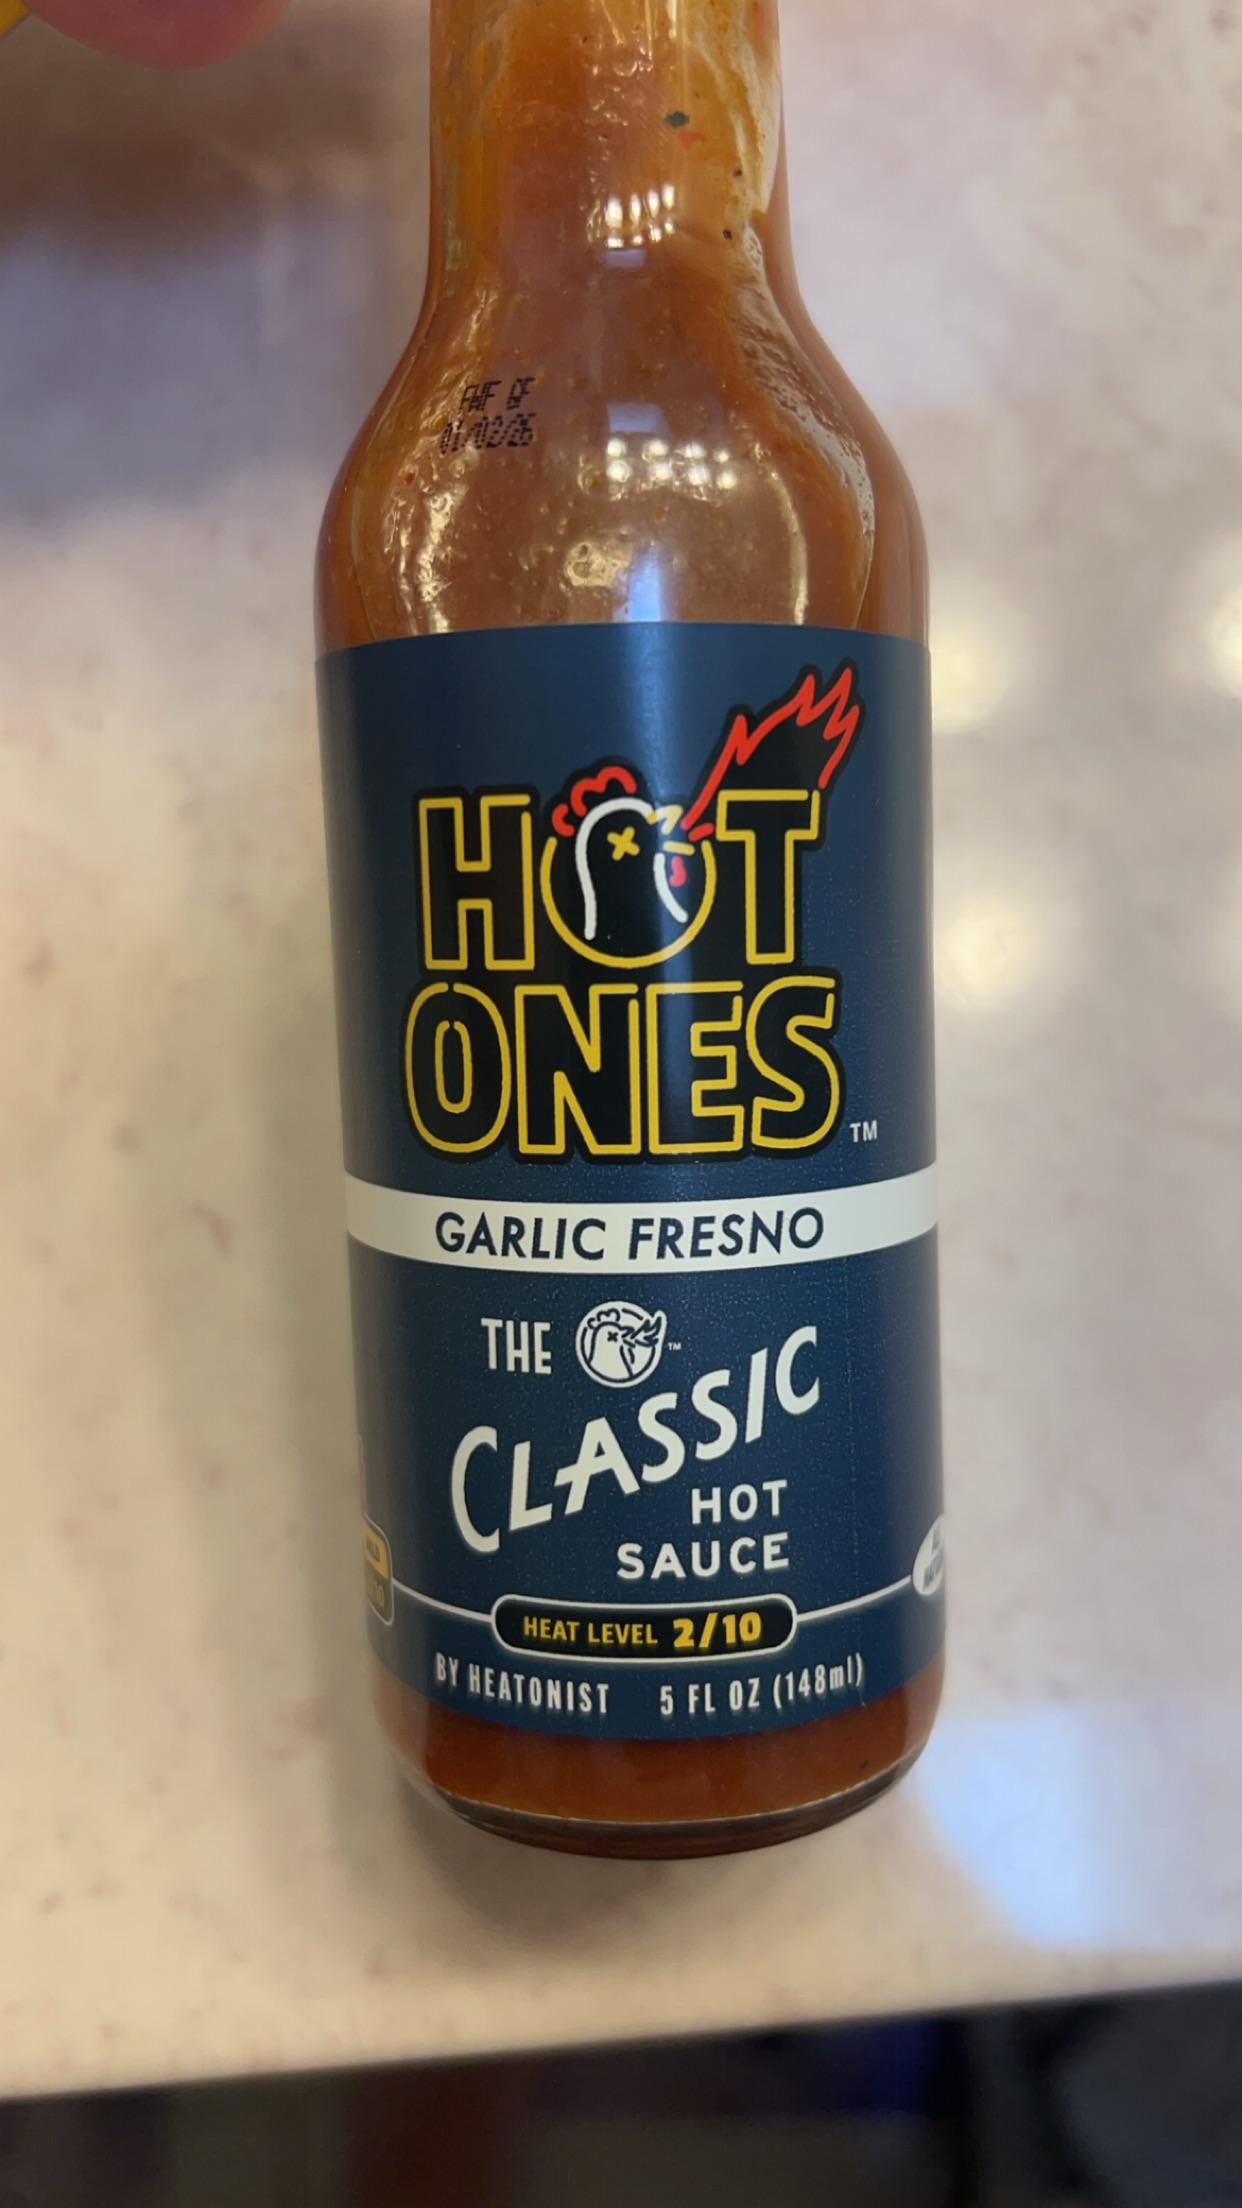 HOT
ONES
TM
GARLIC FRESNO
THE
TM
CLASSIC
HOT
SAUCE
HEAT LEVEL 2/10
BY HEATONIST 5 FL OZ (148ml)